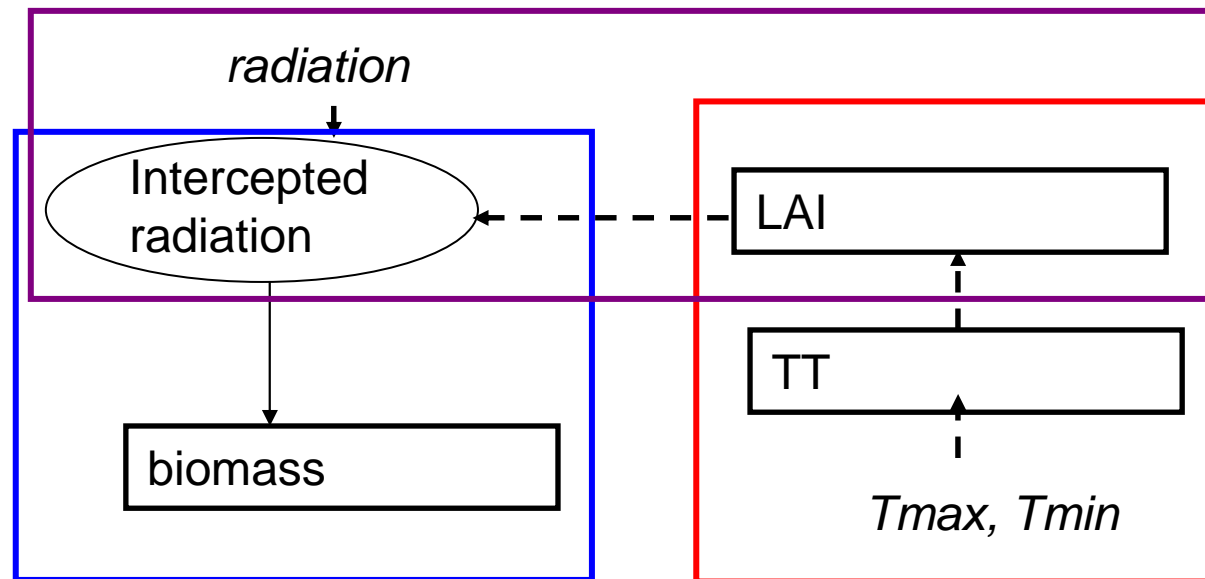 radiation
Intercepted
radiation
LAI
TT
biomass
Tmax, Tmin